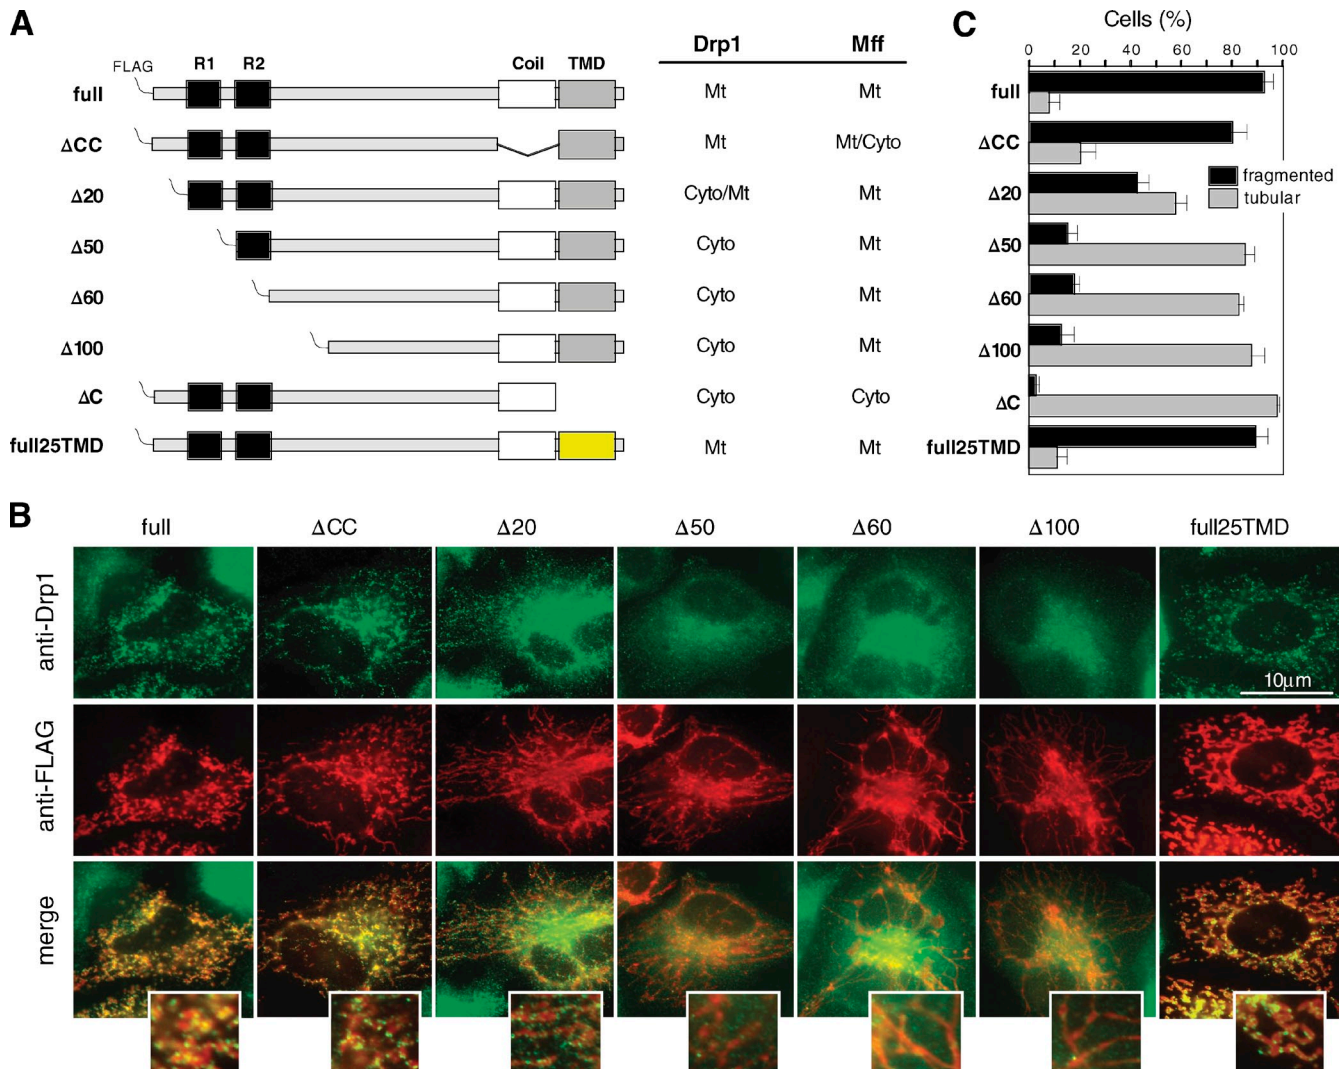 A
Drp1 Mff
FLAG R1 R2 Coil TMD
full Mt Mt
ΔCC Mt Mt/Cyto
Δ20 Cyto/Mt Mt
Δ50 Cyto Mt
Δ60 Cyto Mt
Δ100 Cyto Mt
ΔC Cyto Cyto
full25TMD Mt Mt
C
Cells (%)
0 20 40 60 80 100
full
ΔCC
Δ20
Δ50
Δ60
Δ100
ΔC
full25TMD
fragmented
tubular
B
full ΔCC Δ20 Δ50 Δ60 Δ100 full25TMD
anti-Drp1
10μm
anti-FLAG
merge